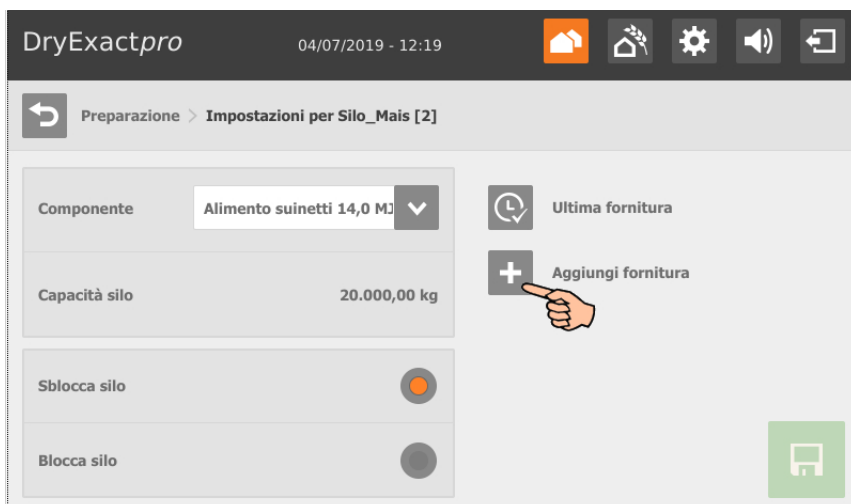 DryExactpro
04/07/2019 - 12:19
Preparazione > Impostazioni per Silo_Mais [2]
Componente
Alimento suinetti 14,0 MJ
Ultima fornitura
Aggiungi fornitura
Capacità silo
20.000,00 kg
Sblocca silo
Blocca silo